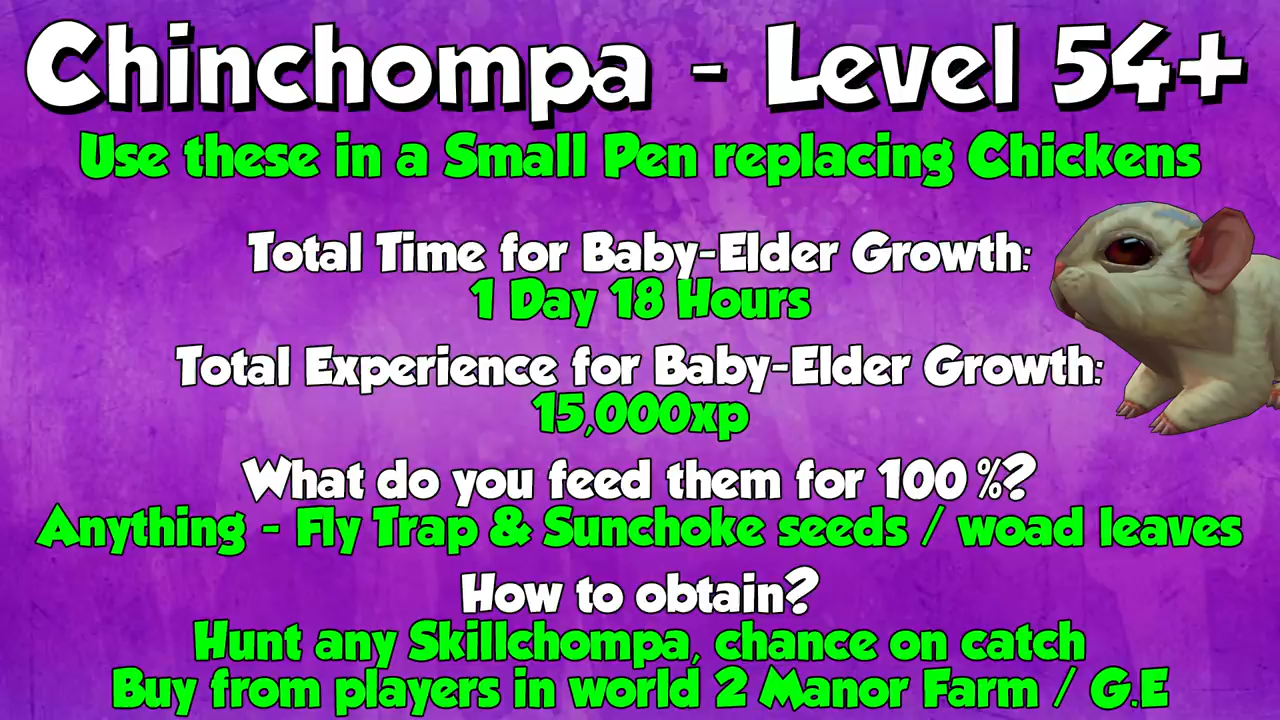 Chinchompa - Level 54+
Use these in a Small Pen replacing Chickens
Total Time for Baby-Elder Growth:
1 Day 18 Hours
Total Experience for Baby-Elder Growth:
15,000xp
What do you feed them for 100%?
Anything - Fly Trap & Sunchoke seeds / woad leaves
How to obtain?
Hunt any Skillchompa, chance on catch
Buy from players in world 2 Manor Farm / G.E